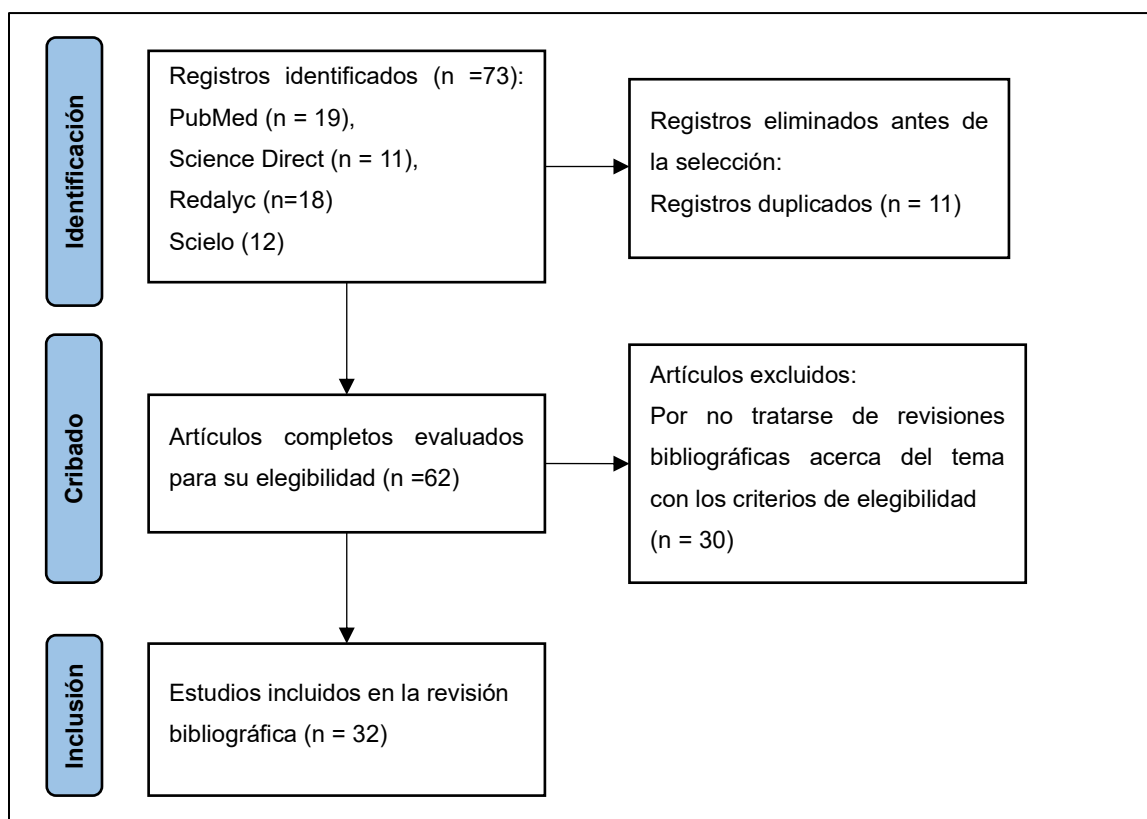 Identificación
Registros identificados (n =73):
PubMed (n = 19),
Science Direct (n = 11),
Redalyc (n=18)
Scielo (12)
Registros eliminados antes de
la selección:
Registros duplicados (n = 11)
Cribado
Artículos completos evaluados
para su elegibilidad (n =62)
Artículos excluidos:
Por no tratarse de revisiones
bibliográficas acerca del tema
con los criterios de elegibilidad
(n = 30)
Inclusión
Estudios incluidos en la revisión
bibliográfica (n = 32)